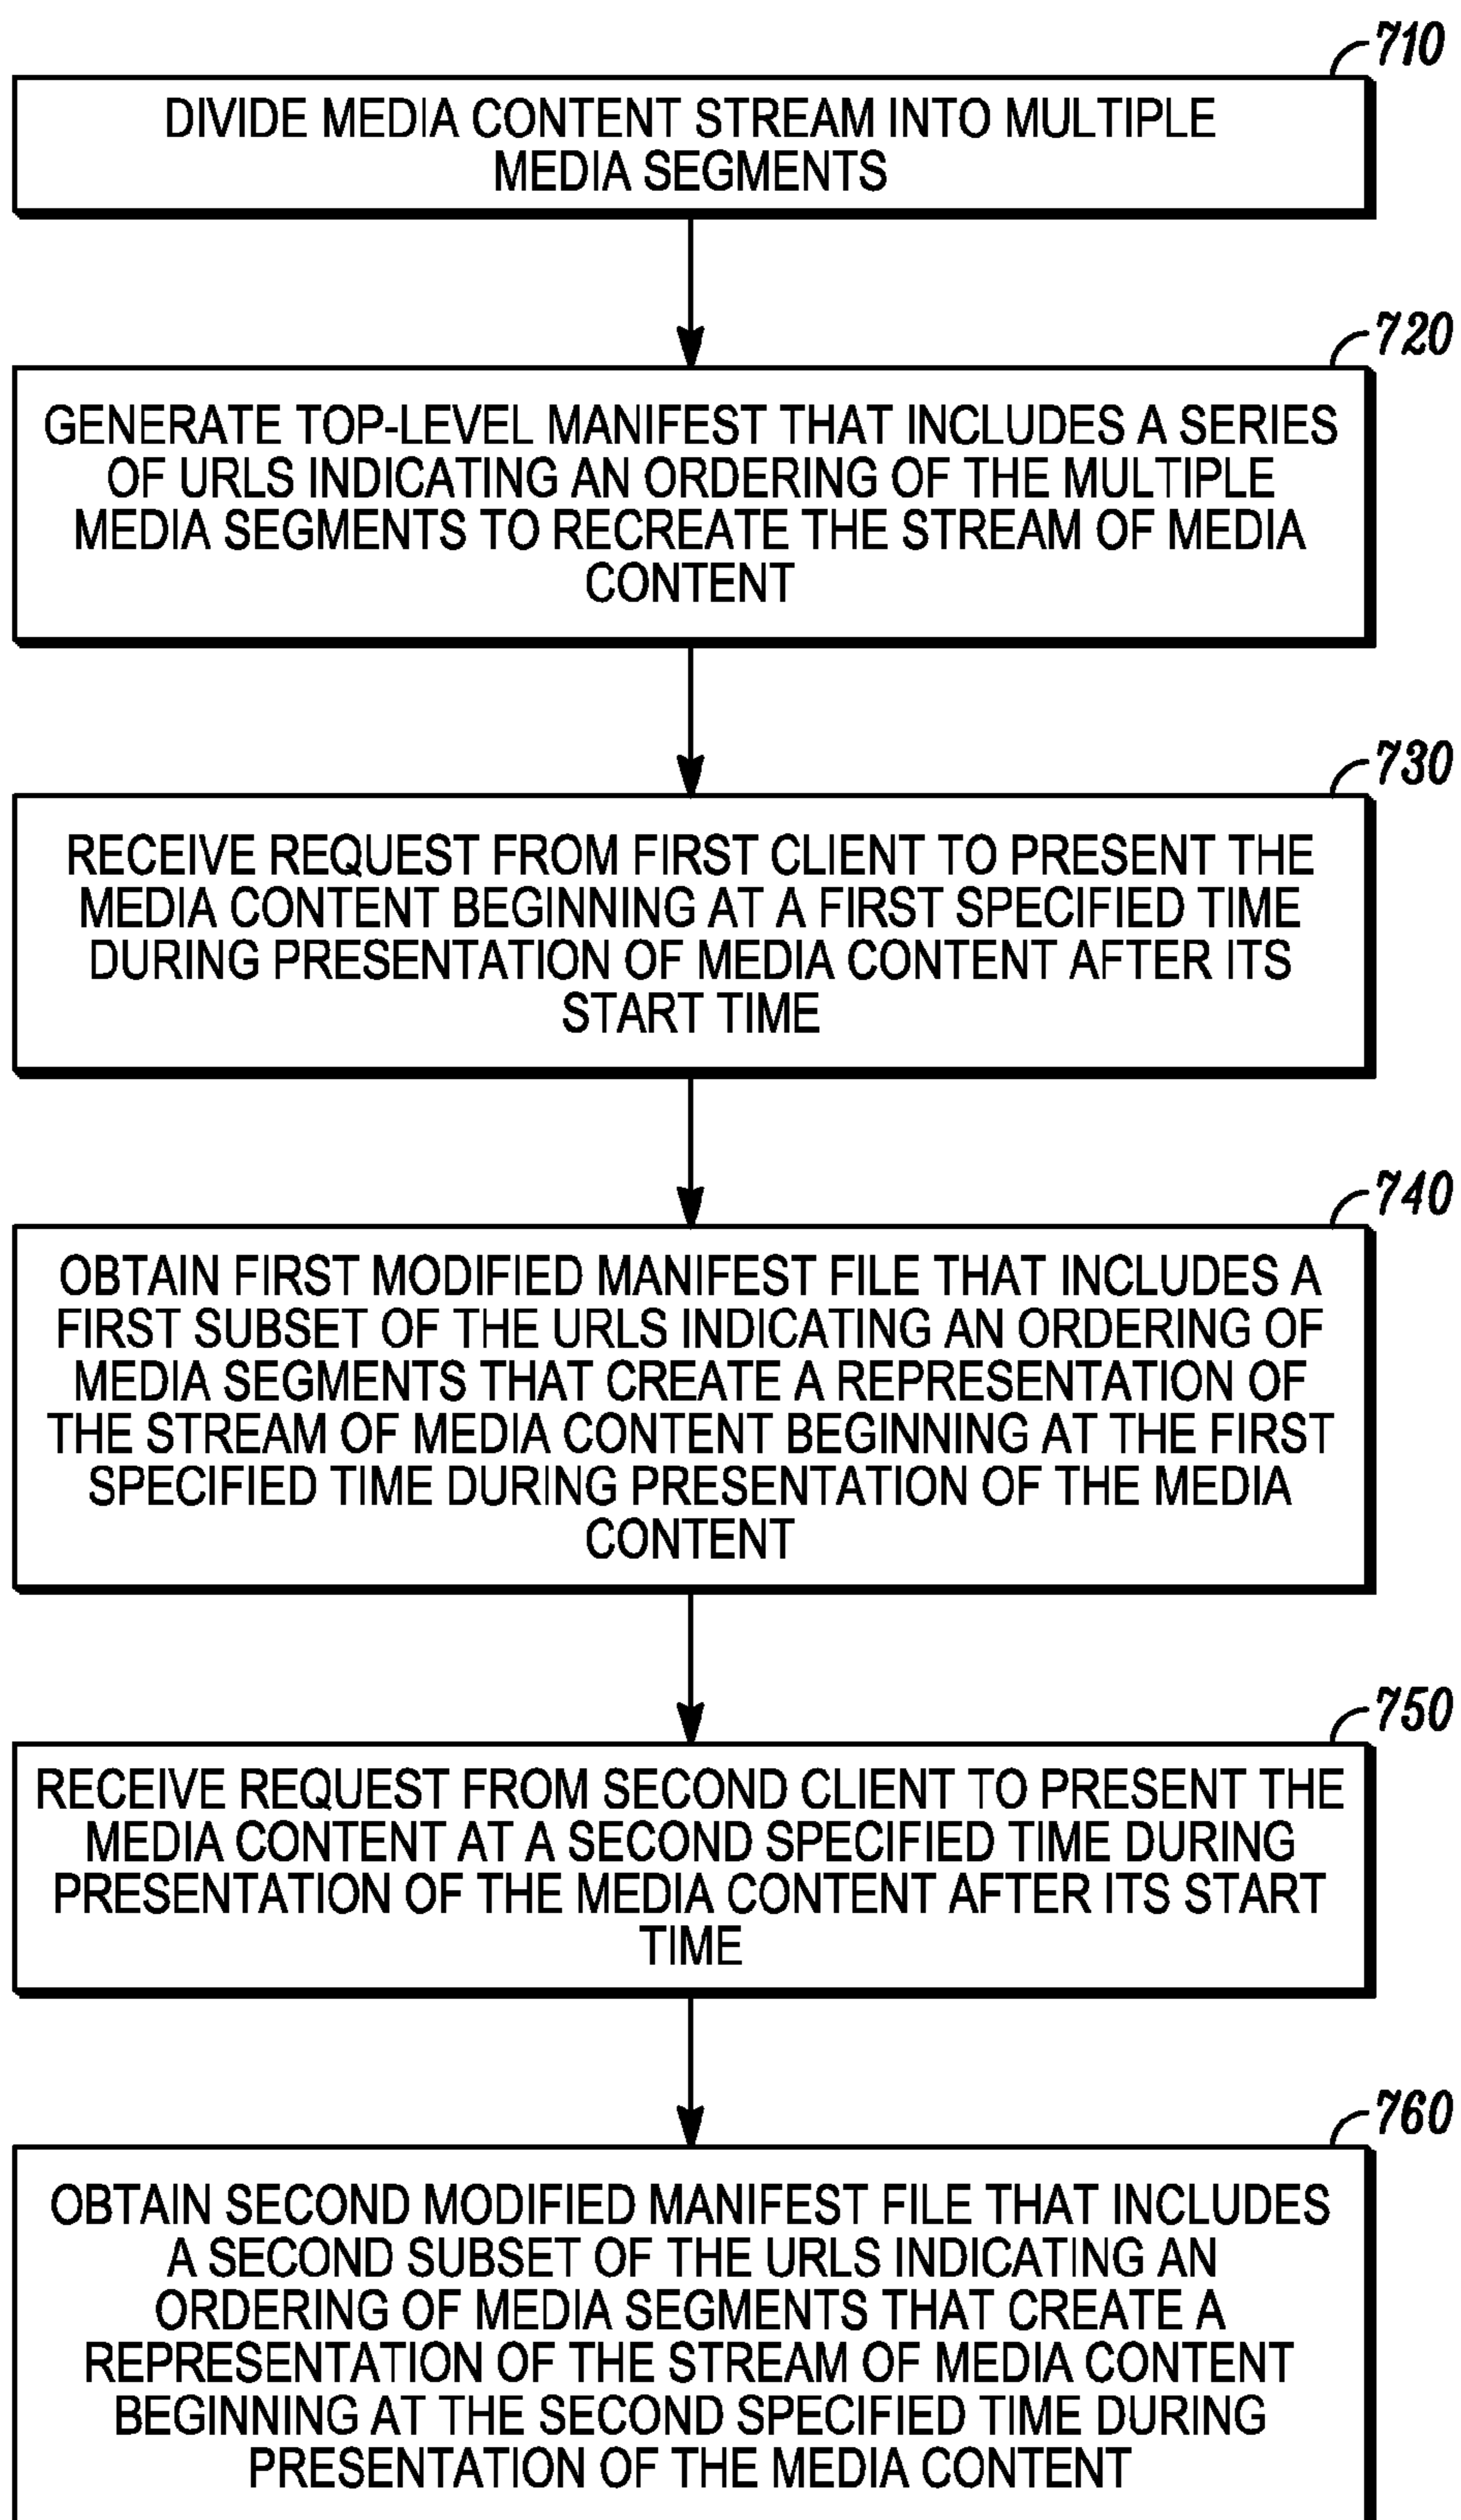 710
DIVIDE MEDIA CONTENT STREAM INTO MULTIPLE
MEDIA SEGMENTS
720
GENERATE TOP-LEVEL MANIFEST THAT INCLUDES A SERIES
OF URLS INDICATING AN ORDERING OF THE MULTIPLE
MEDIA SEGMENTS TO RECREATE THE STREAM OF MEDIA
CONTENT
730
RECEIVE REQUEST FROM FIRST CLIENT TO PRESENT THE
MEDIA CONTENT BEGINNING AT A FIRST SPECIFIED TIME
DURING PRESENTATION OF MEDIA CONTENT AFTER ITS
START TIME
740
OBTAIN FIRST MODIFIED MANIFEST FILE THAT INCLUDES A
FIRST SUBSET OF THE URLS INDICATING AN ORDERING OF
MEDIA SEGMENTS THAT CREATE A REPRESENTATION OF
THE STREAM OF MEDIA CONTENT BEGINNING AT THE FIRST
SPECIFIED TIME DURING PRESENTATION OF THE MEDIA
CONTENT
750
RECEIVE REQUEST FROM SECOND CLIENT TO PRESENT THE
MEDIA CONTENT AT A SECOND SPECIFIED TIME DURING
PRESENTATION OF THE MEDIA CONTENT AFTER ITS START
TIME
760
OBTAIN SECOND MODIFIED MANIFEST FILE THAT INCLUDES
A SECOND SUBSET OF THE URLS INDICATING AN
ORDERING OF MEDIA SEGMENTS THAT CREATE A
REPRESENTATION OF THE STREAM OF MEDIA CONTENT
BEGINNING AT THE SECOND SPECIFIED TIME DURING
PRESENTATION OF THE MEDIA CONTENT